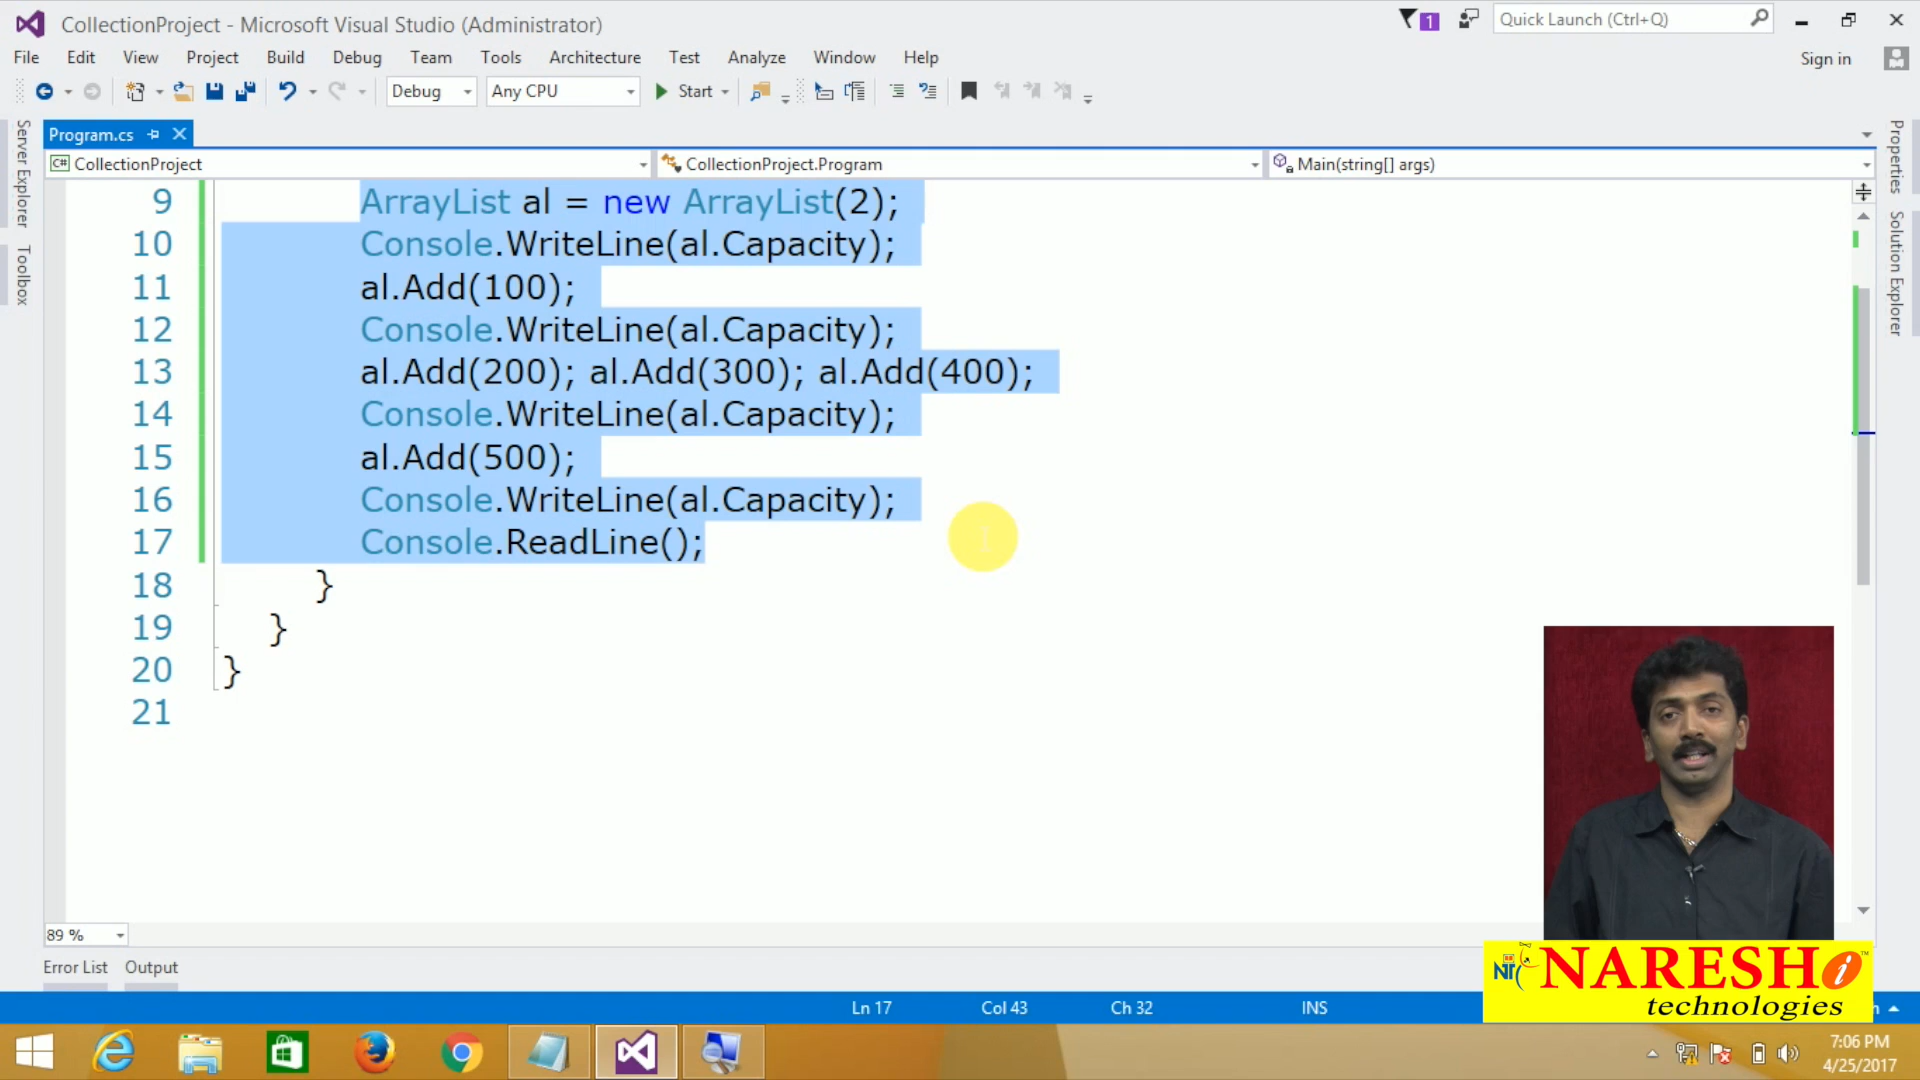 CollectionProject - Microsoft Visual Studio (Administrator)
1
Quick Launch (Ctrl+Q)
File Edit View Project Build Debug Team Tools Architecture Test Analyze Window Help
Sign in
Debug Any CPU Start
Server Explorer
Toolbox
Properties
Solution Explorer
Program.cs
C# CollectionProject
CollectionProject.Program
Main(string[] args)
9 ArrayList al = new ArrayList(2);
10 Console.WriteLine(al.Capacity);
11 al.Add(100);
12 Console.WriteLine(al.Capacity);
13 al.Add(200); al.Add(300); al.Add(400);
14 Console.WriteLine(al.Capacity);
15 al.Add(500);
16 Console.WriteLine(al.Capacity);
17 Console.ReadLine();
18 }
19 }
20 }
21
89 %
Error List Output
NARESH i
technologies
Ln 17 Col 43 Ch 32 INS
7:06 PM
4/25/2017